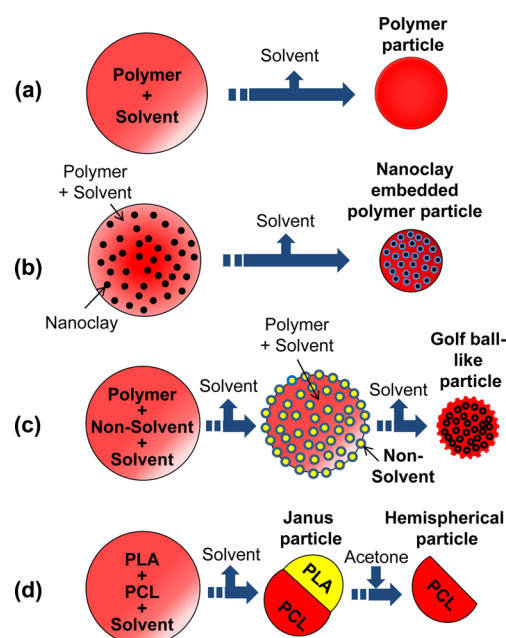 (a)
Polymer
+
Solvent
Solvent
Polymer
particle
(b)
Polymer
+ Solvent
Nanoclay
Solvent
Nanoclay
embedded
polymer particle
(c)
Polymer
+
Non-Solvent
+
Solvent
Solvent
Polymer
+ Solvent
Non-
Solvent
Solvent
Golf ball-
like
particle
(d)
PLA
+
PCL
+
Solvent
Solvent
Janus
particle
PLA
PCL
Acetone
Hemispherical
particle
PCL